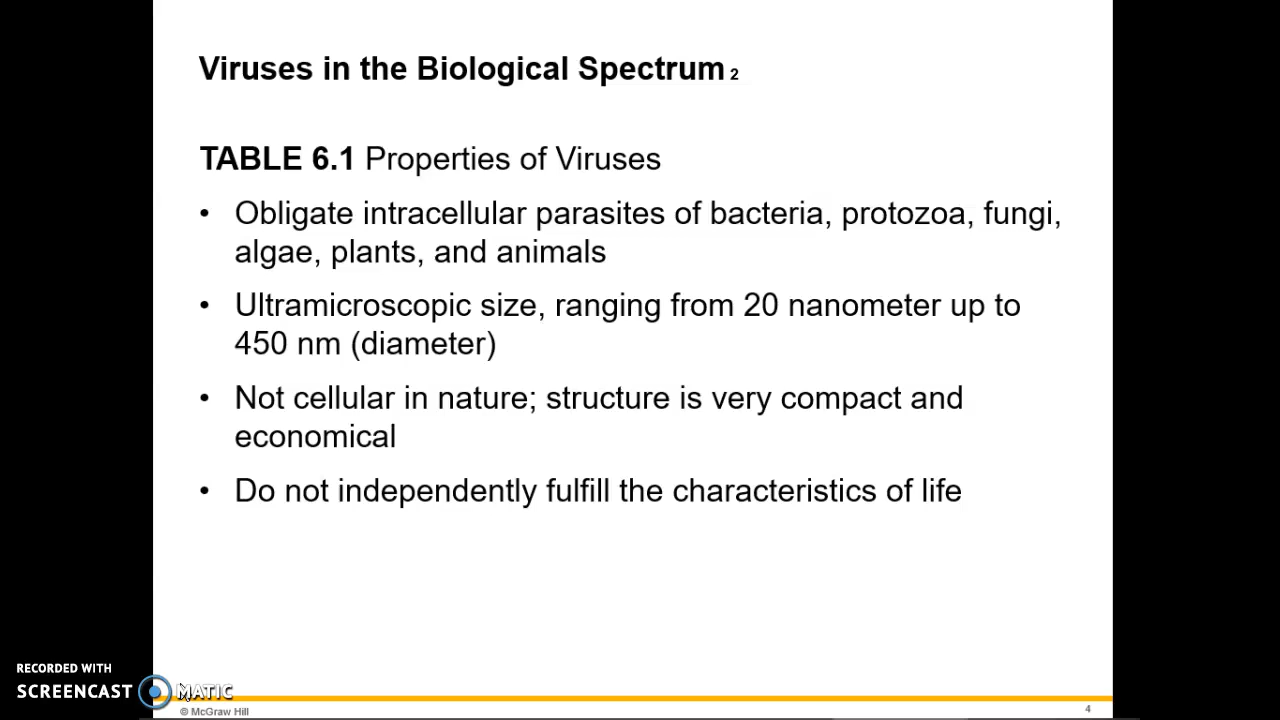 Viruses in the Biological Spectrum 2
TABLE 6.1 Properties of Viruses
• Obligate intracellular parasites of bacteria, protozoa, fungi,
algae, plants, and animals
• Ultramicroscopic size, ranging from 20 nanometer up to
450 nm (diameter)
• Not cellular in nature; structure is very compact and
economical
• Do not independently fulfill the characteristics of life
RECORDED WITH
SCREENCAST MATIC
© McGraw Hill
4